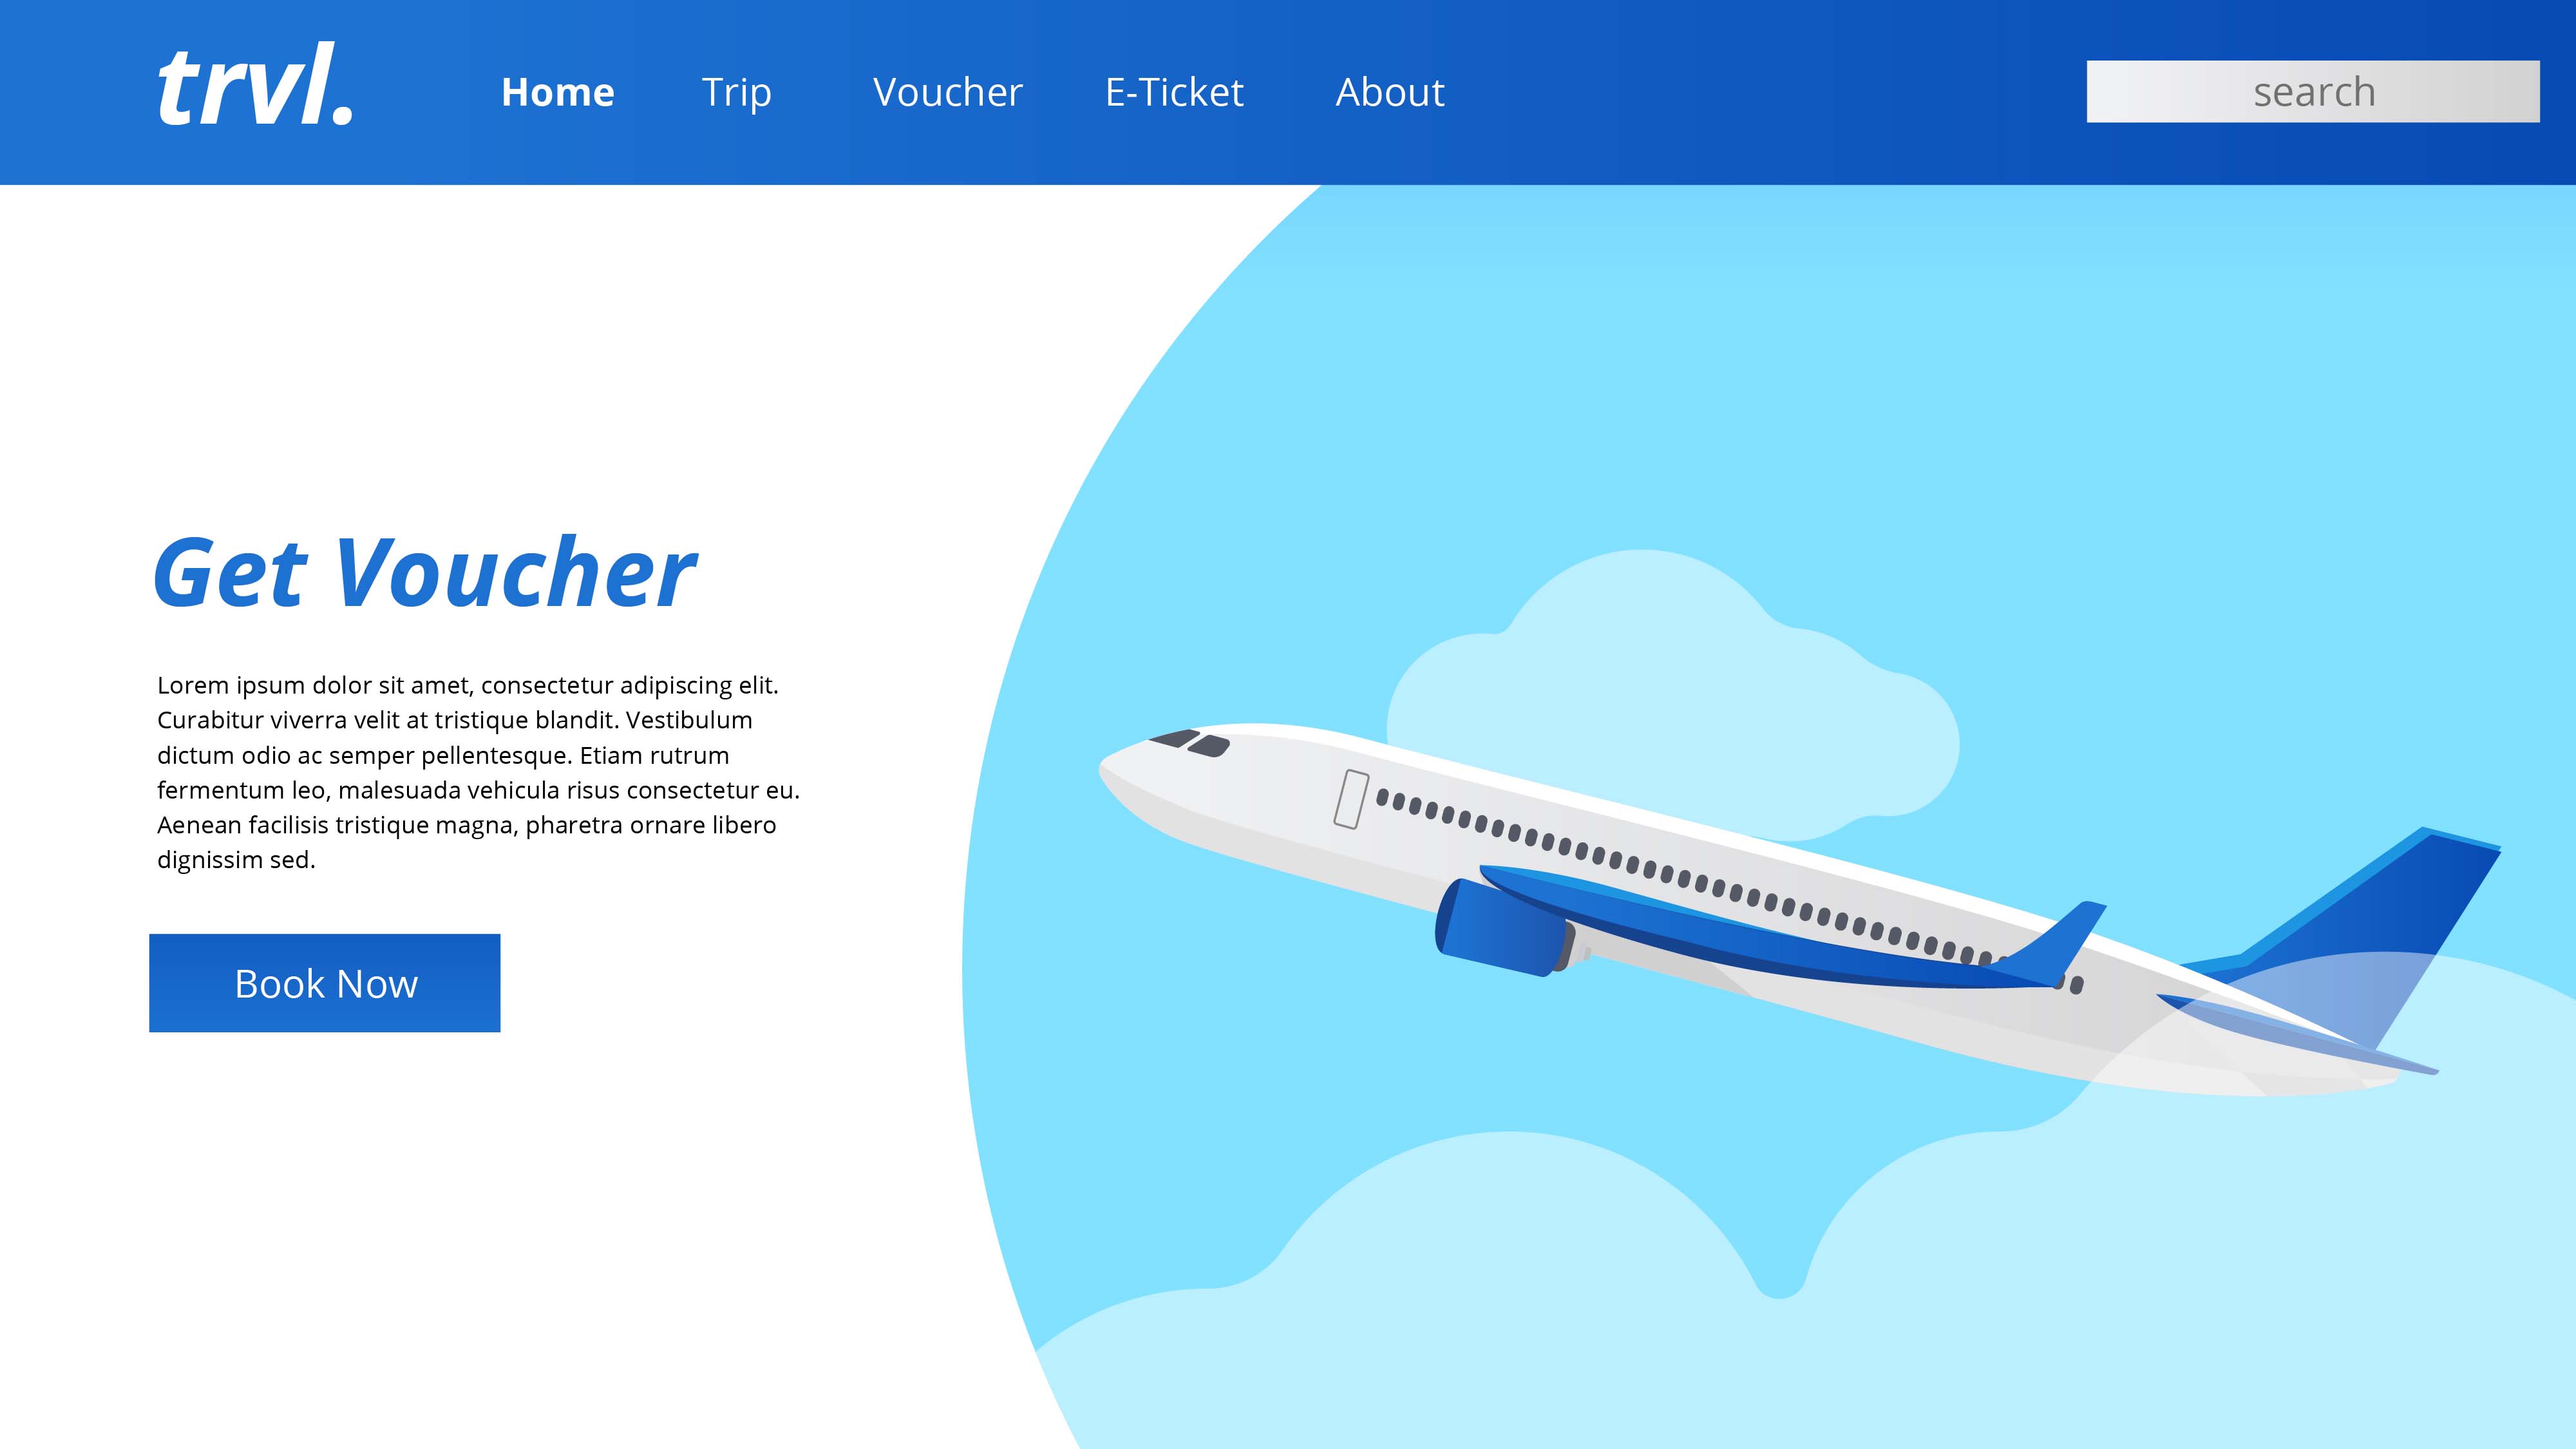 trvl.
Home Trip Voucher E-Ticket About search
Get Voucher
Lorem ipsum dolor sit amet, consectetur adipiscing elit.
Curabitur viverra velit at tristique blandit. Vestibulum
dictum odio ac semper pellentesque. Etiam rutrum
fermentum leo, malesuada vehicula risus consectetur eu.
Aenean facilisis tristique magna, pharetra ornare libero
dignissim sed.
Book Now